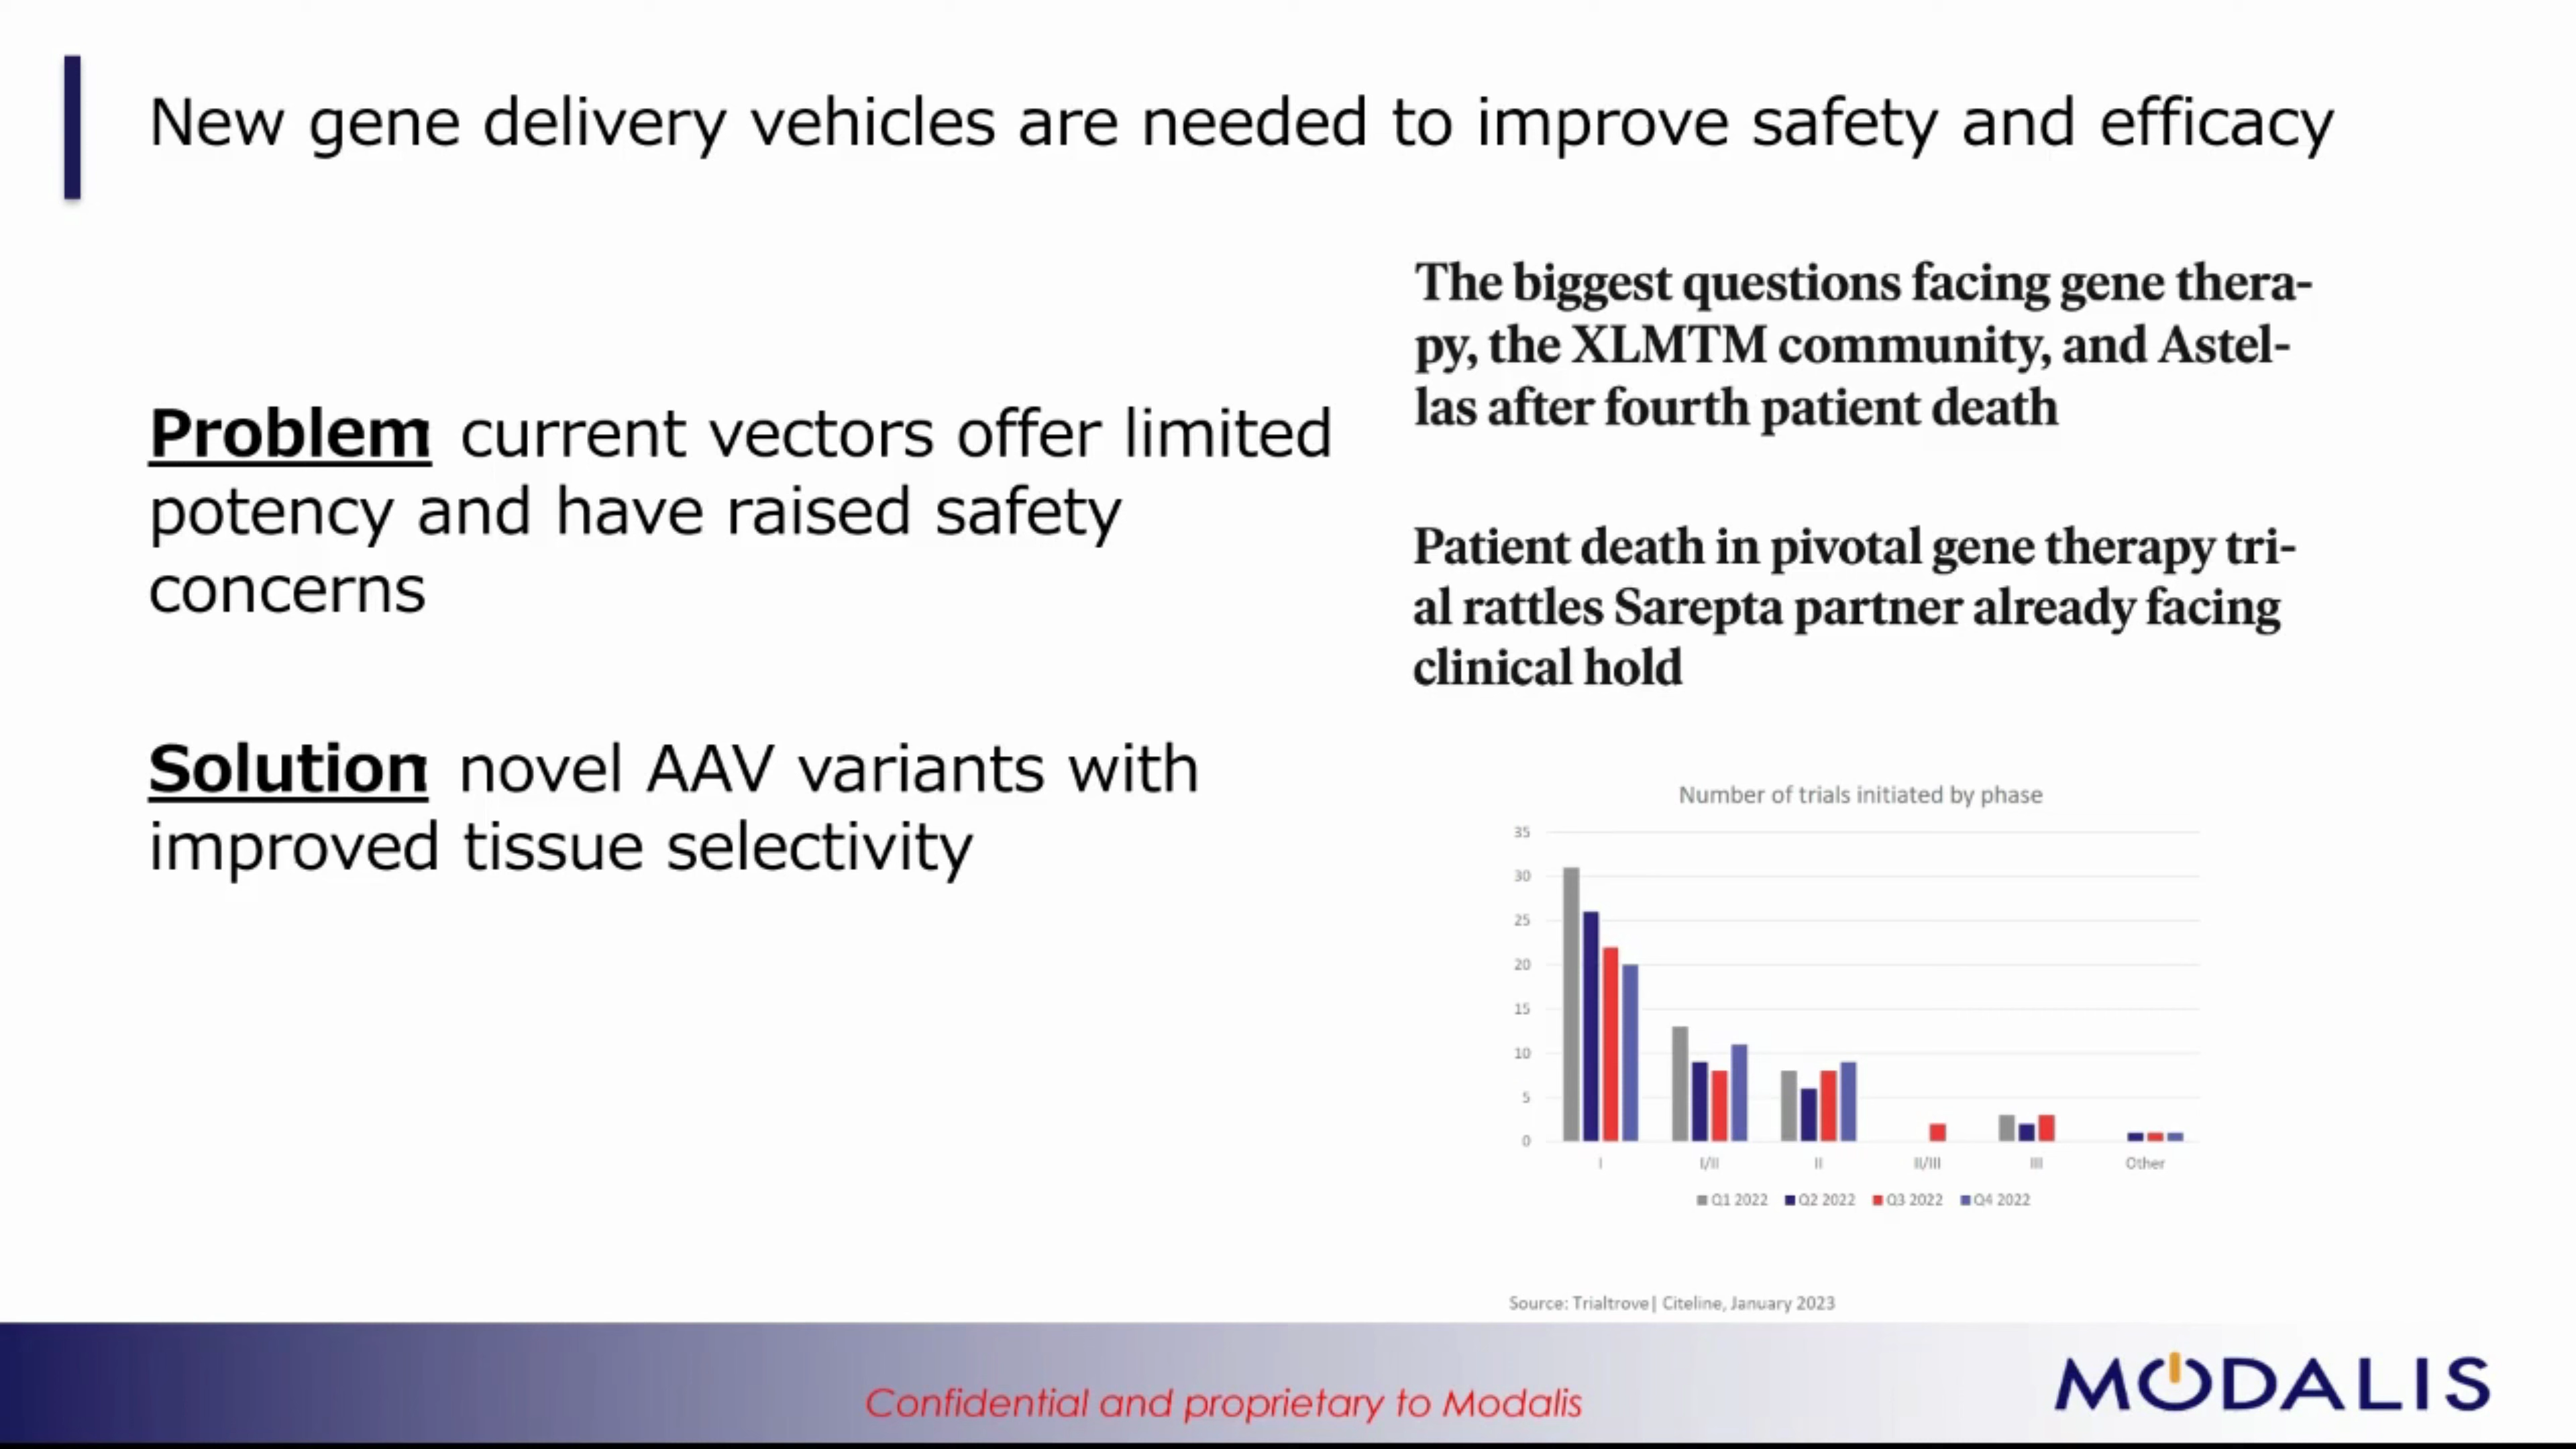 New gene delivery vehicles are needed to improve safety and efficacy
Problem: current vectors offer limited
potency and have raised safety
concerns
Solution: novel AAV variants with
improved tissue selectivity
The biggest questions facing gene thera-
py, the XLMTM community, and Astel-
las after fourth patient death
Patient death in pivotal gene therapy tri-
al rattles Sarepta partner already facing
clinical hold
Number of trials initiated by phase
35
30
25
20
15
10
5
0
I I/II II II/III III Other
Q1 2022 Q2 2022 Q3 2022 Q4 2022
Source: Trialtrove| Citeline, January 2023
Confidential and proprietary to Modalis
MODALIS